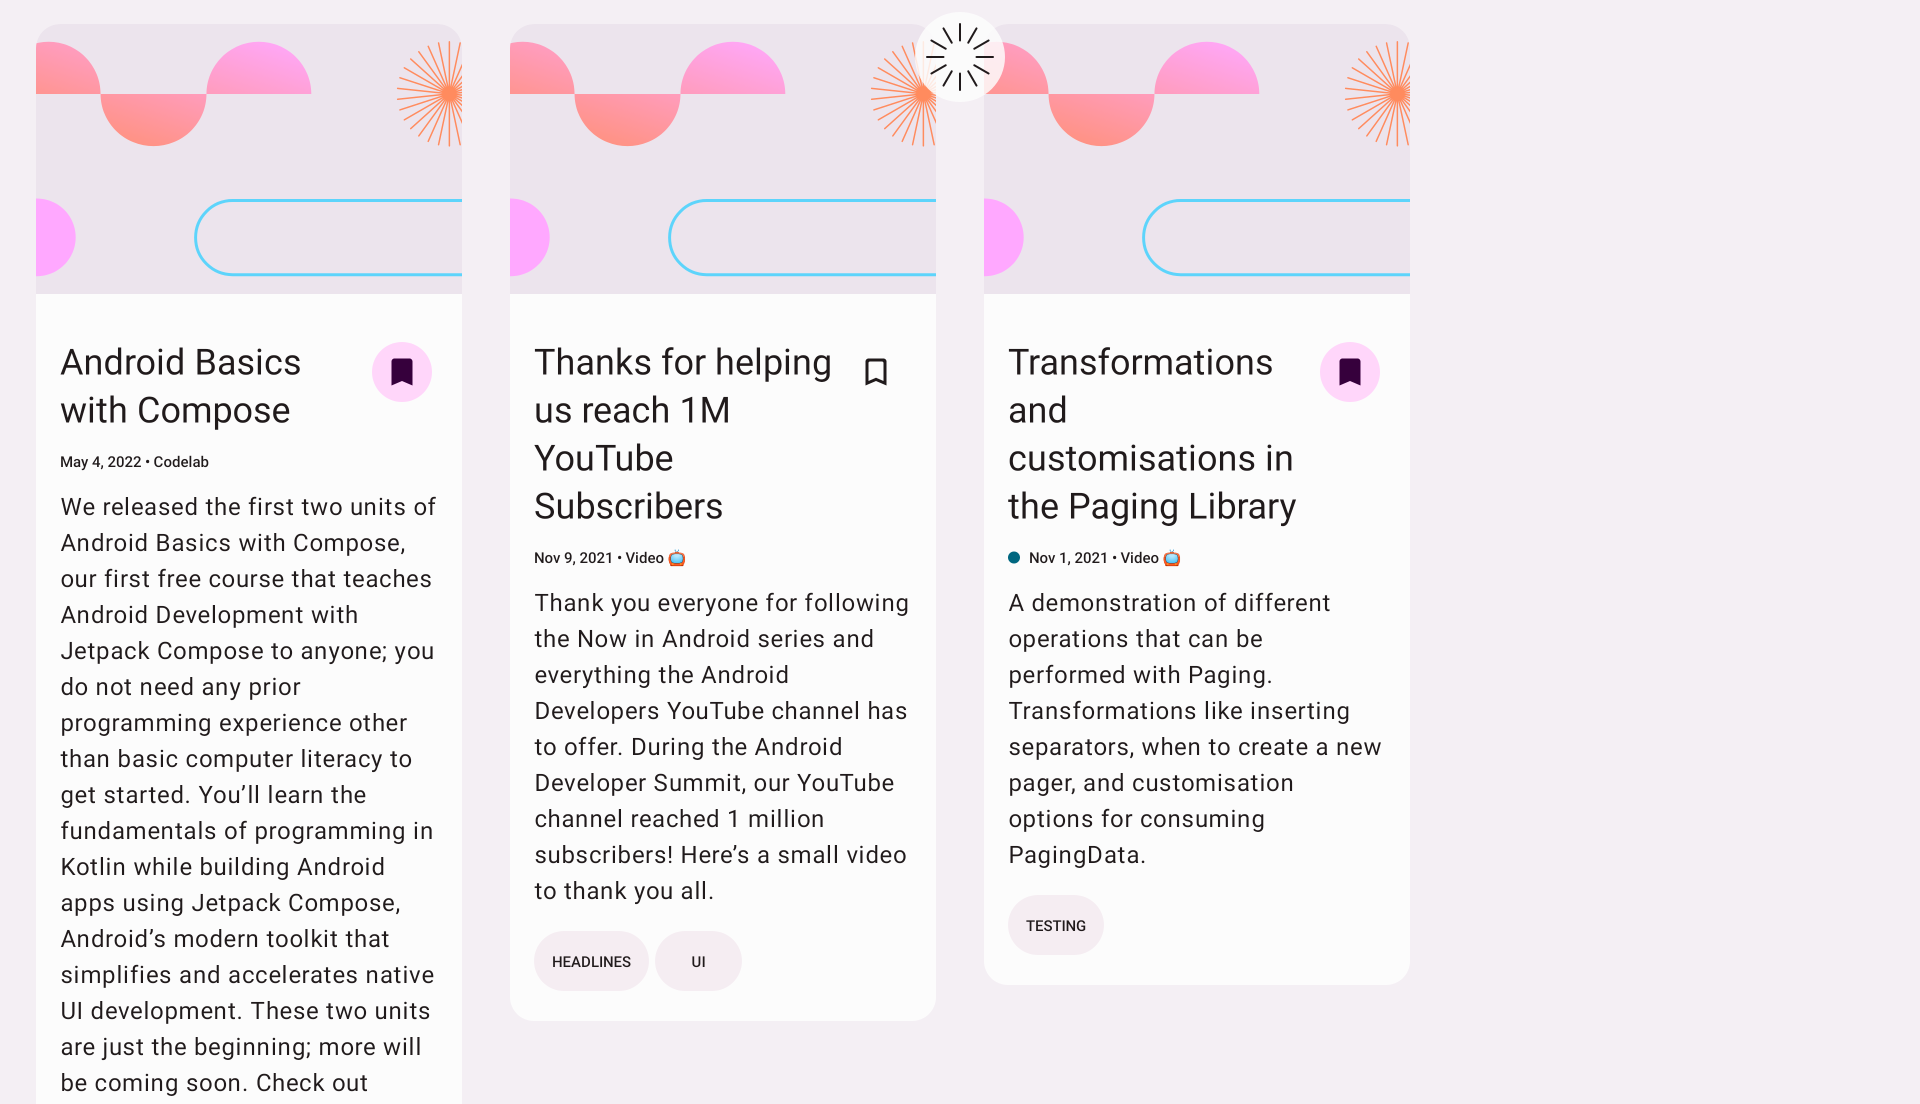 Android Basics
with Compose
May 4, 2022 • Codelab
We released the first two units of
Android Basics with Compose,
our first free course that teaches
Android Development with
Jetpack Compose to anyone; you
do not need any prior
programming experience other
than basic computer literacy to
get started. You’ll learn the
fundamentals of programming in
Kotlin while building Android
apps using Jetpack Compose,
Android’s modern toolkit that
simplifies and accelerates native
UI development. These two units
are just the beginning; more will
be coming soon. Check out
Thanks for helping
us reach 1M
YouTube
Subscribers
Nov 9, 2021 • Video 📺
Thank you everyone for following
the Now in Android series and
everything the Android
Developers YouTube channel has
to offer. During the Android
Developer Summit, our YouTube
channel reached 1 million
subscribers! Here’s a small video
to thank you all.
HEADLINES
UI
Transformations
and
customisations in
the Paging Library
Nov 1, 2021 • Video 📺
A demonstration of different
operations that can be
performed with Paging.
Transformations like inserting
separators, when to create a new
pager, and customisation
options for consuming
PagingData.
TESTING